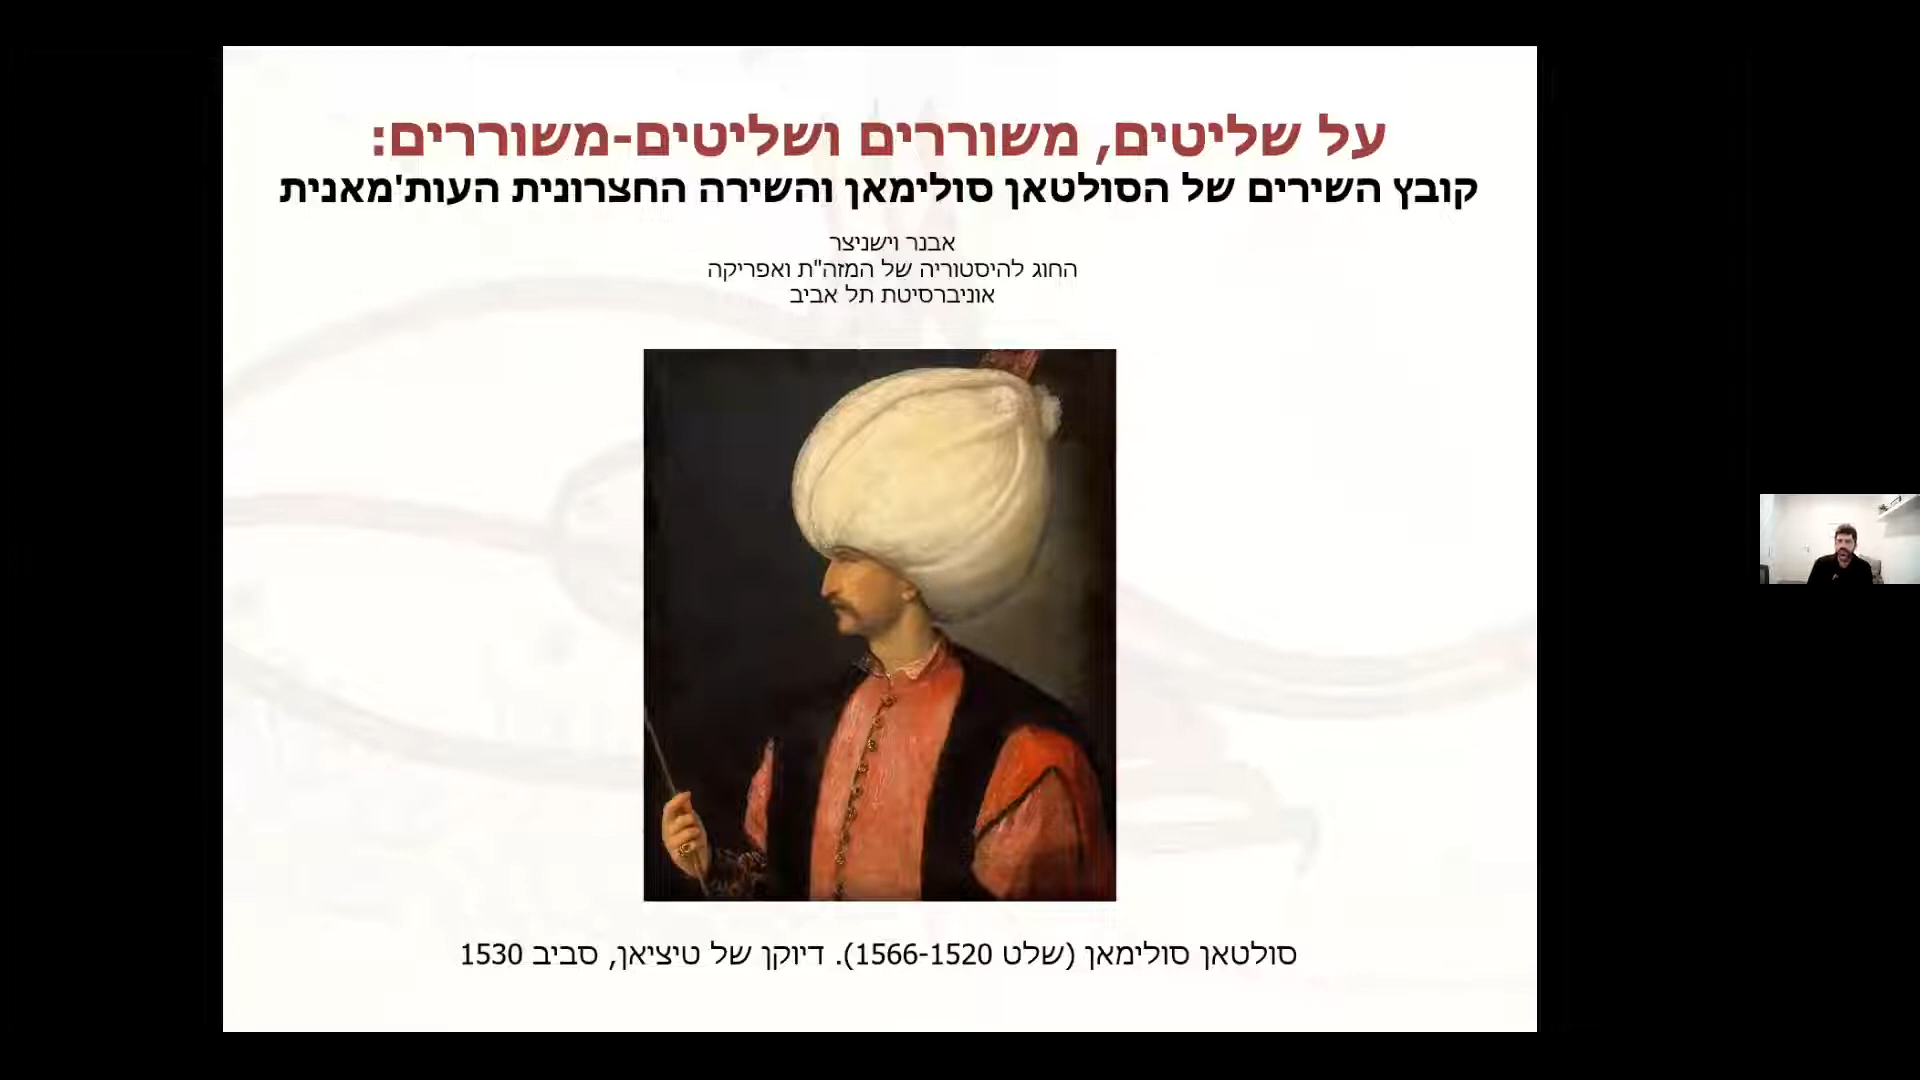 על שליטים, משוררים ושליטים-משוררים:
קובץ השירים של הסולטאן סולימאן והשירה החצרונית העות'מאנית
אבנר וישניצר
החוג להיסטוריה של המזה"ת ואפריקה
אוניברסיטת תל אביב
סולטאן סולימאן (שלט 1566-1520). דיוקן של טיציאן, סביב 1530